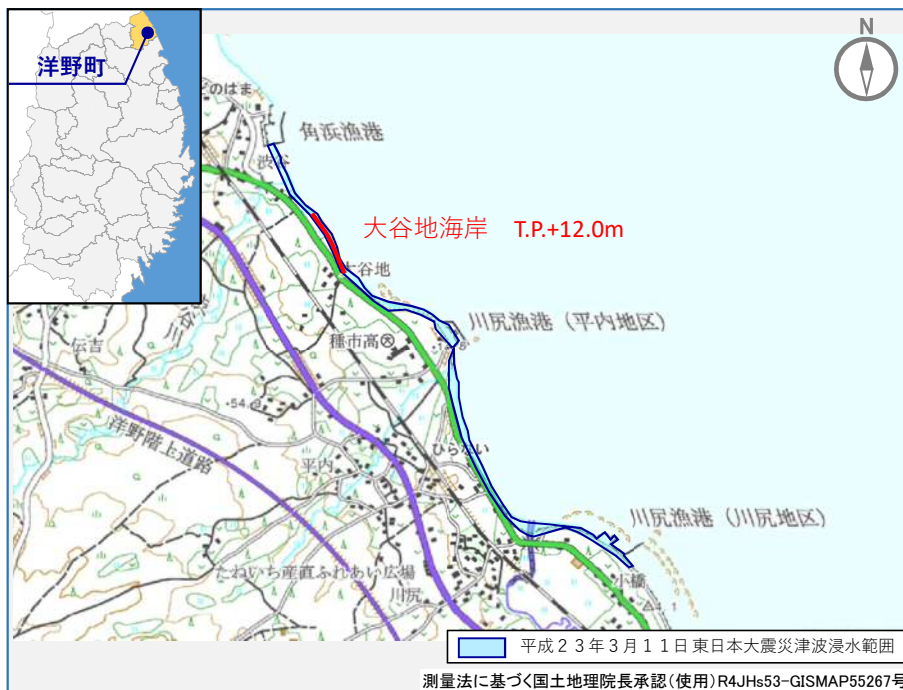 洋野町
N
角浜漁港
渋谷
大谷地海岸 T.P.+12.0m
大谷地
川尻漁港（平内地区）
種市高
伝吉
54.9
洋野階上道路
ひらない
平内
川尻漁港（川尻地区）
たねいち産直ふれあい広場
川尻
小橋
平成２３年３月１１日東日本大震災津波浸水範囲
測量法に基づく国土地理院長承認（使用）R4JHs53-GISMAP55267号